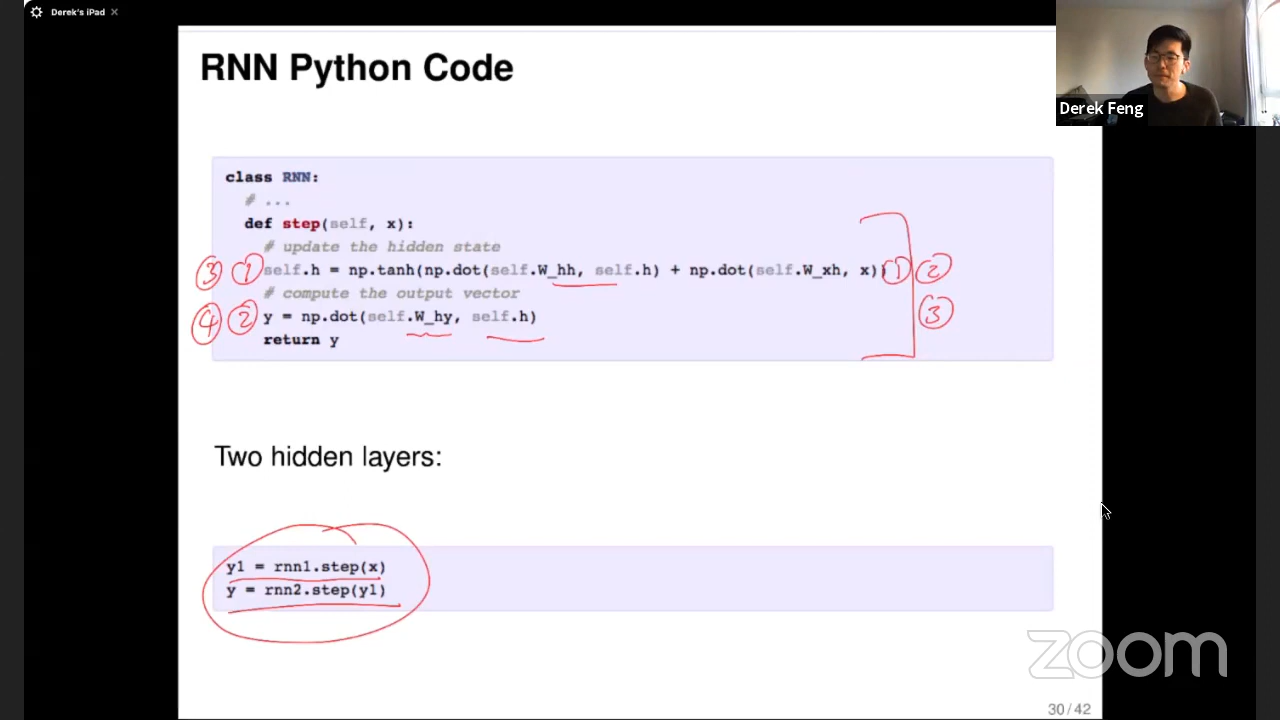 Derek's iPad ×
RNN Python Code
Derek Feng
class RNN:
# ...
def step(self, x):
# update the hidden state
③ ① self.h = np.tanh(np.dot(self.W_hh, self.h) + np.dot(self.W_xh, x)) ① ②
# compute the output vector
④ ② y = np.dot(self.W_hy, self.h) ③
return y
Two hidden layers:
y1 = rnn1.step(x)
y = rnn2.step(y1)
zoom
30/42